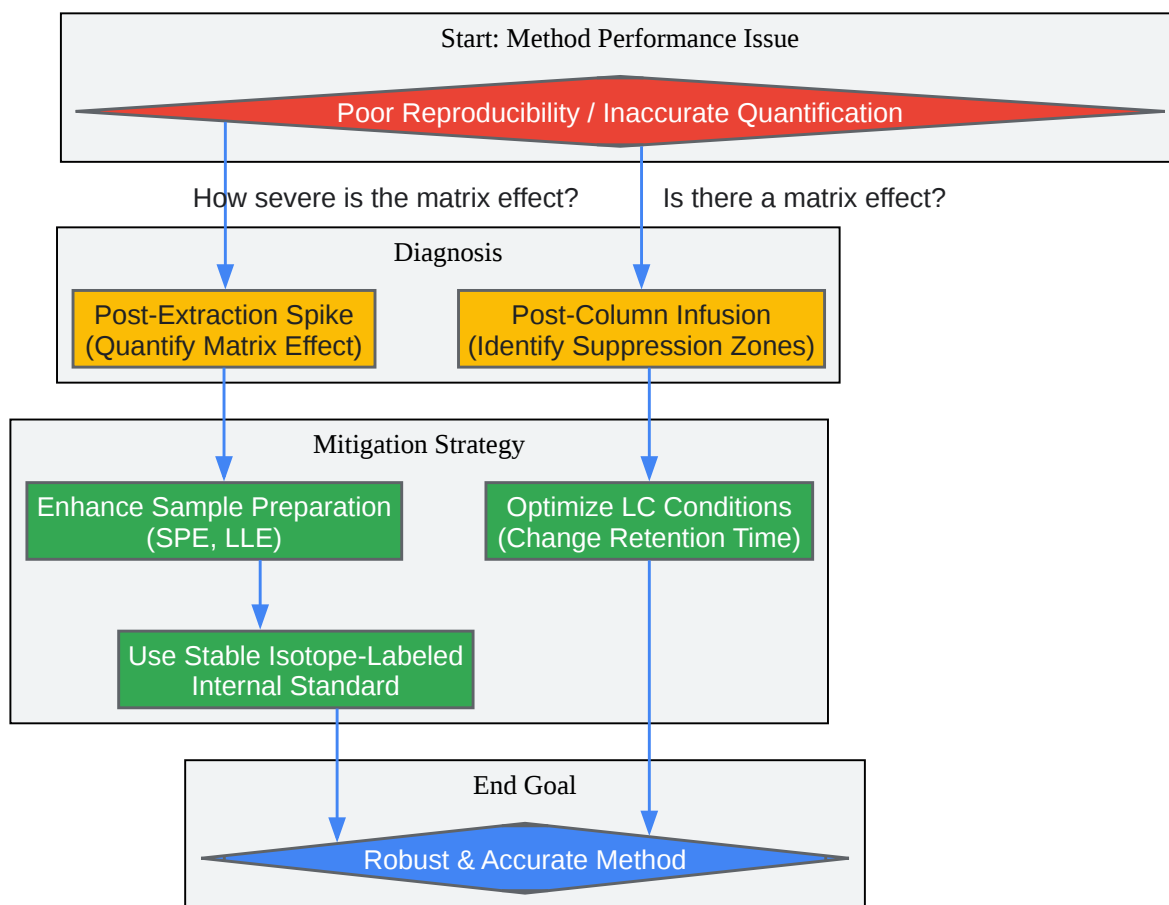 Start: Method Performance Issue
Poor Reproducibility / Inaccurate Quantification
How severe is the matrix effect?
Is there a matrix effect?
Diagnosis
Post-Extraction Spike
(Quantify Matrix Effect)
Post-Column Infusion
(Identify Suppression Zones)
Mitigation Strategy
Enhance Sample Preparation
(SPE, LLE)
Optimize LC Conditions
(Change Retention Time)
Use Stable Isotope-Labeled
Internal Standard
End Goal
Robust & Accurate Method